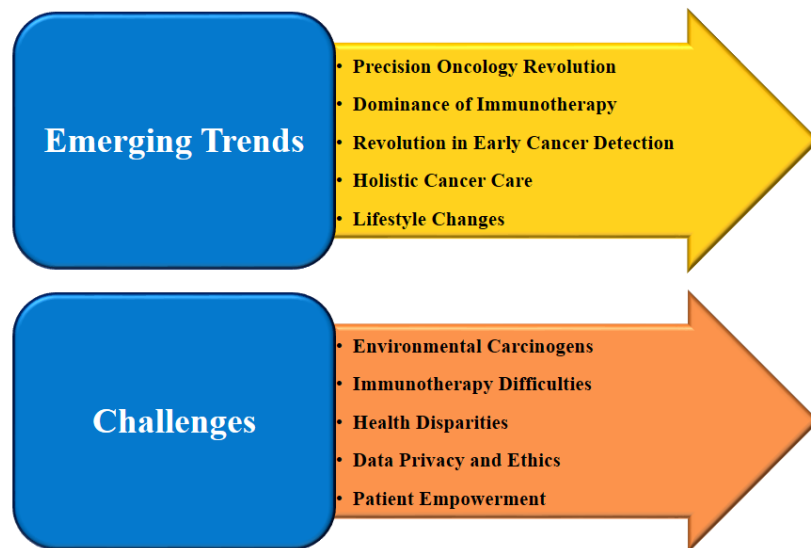 Emerging Trends
• Precision Oncology Revolution
• Dominance of Immunotherapy
• Revolution in Early Cancer Detection
• Holistic Cancer Care
• Lifestyle Changes
Challenges
• Environmental Carcinogens
• Immunotherapy Difficulties
• Health Disparities
• Data Privacy and Ethics
• Patient Empowerment